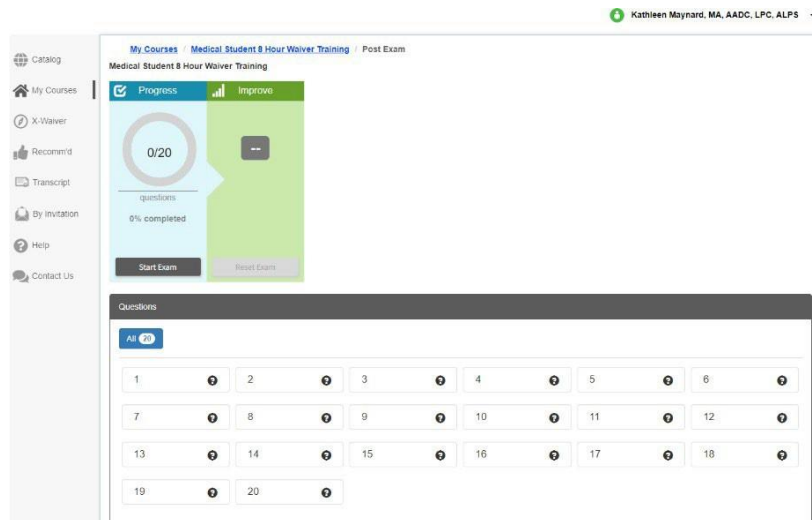 Kathleen Maynard, MA, AADC, LPC, ALPS
My Courses / Medical Student 8 Hour Waiver Training / Post Exam
Medical Student 8 Hour Waiver Training
Catalog
My Courses
X-Waiver
Recomm'd
Transcript
By Invitation
Help
Contact Us
Progress
Improve
0/20
--
questions
0% completed
Start Exam
Reset Exam
Questions
All 20
1 2 3 4 5 6
7 8 9 10 11 12
13 14 15 16 17 18
19 20